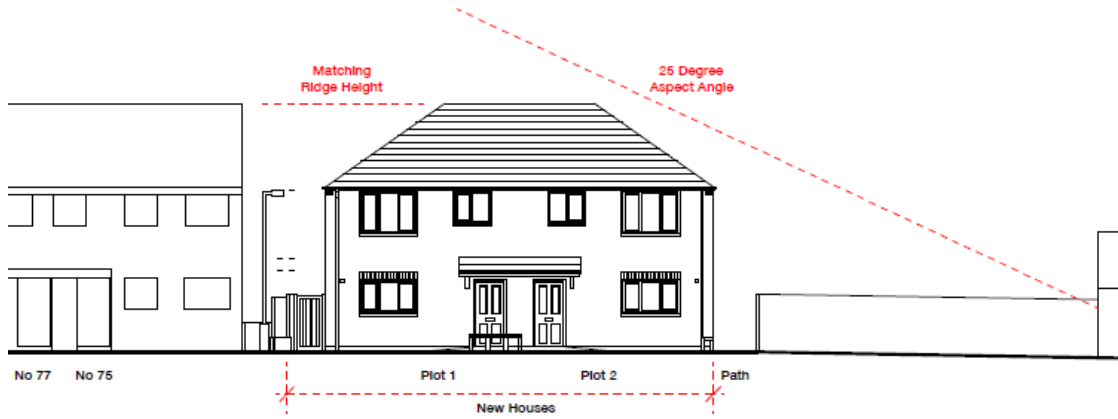 Matching
Ridge Height
25 Degree
Aspect Angle
No 77
No 75
Plot 1
Plot 2
Path
New Houses